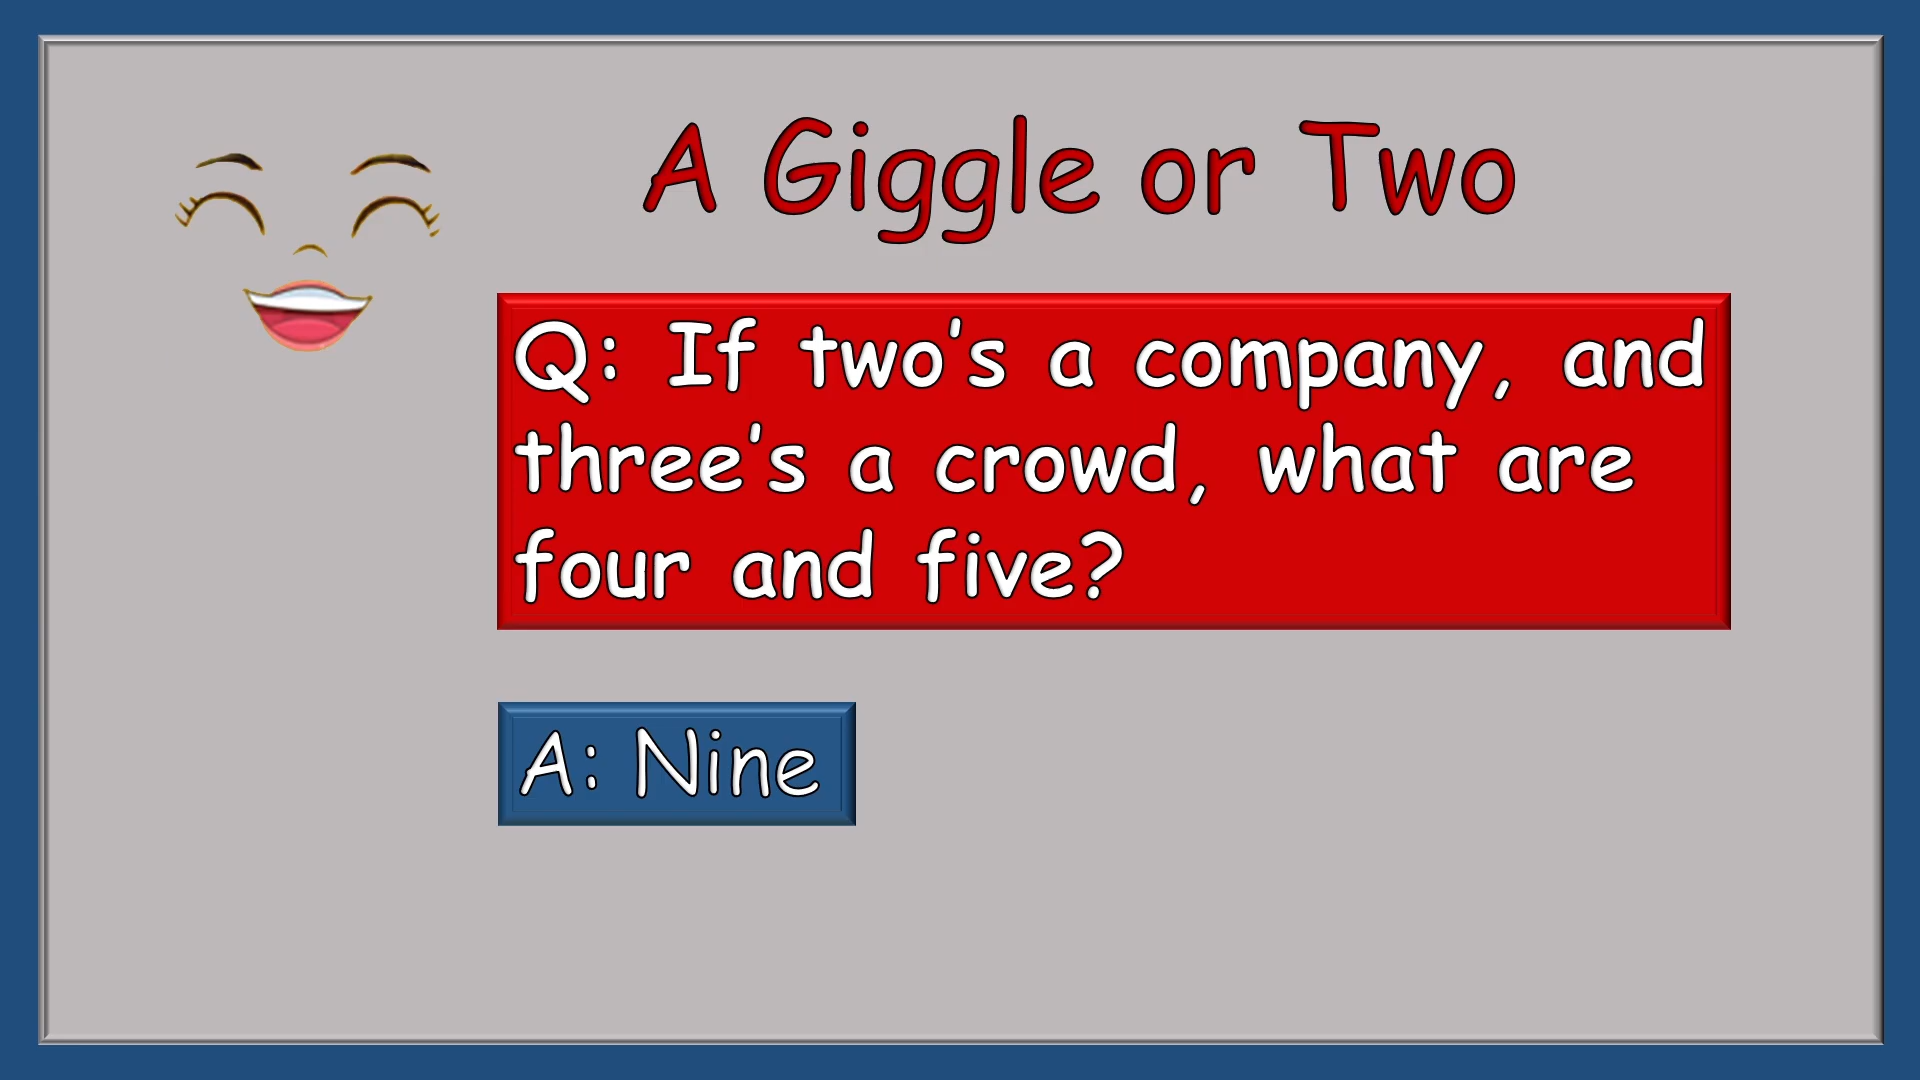 A Giggle or Two
Q: If two's a company, and
three's a crowd, what are
four and five?
A: Nine